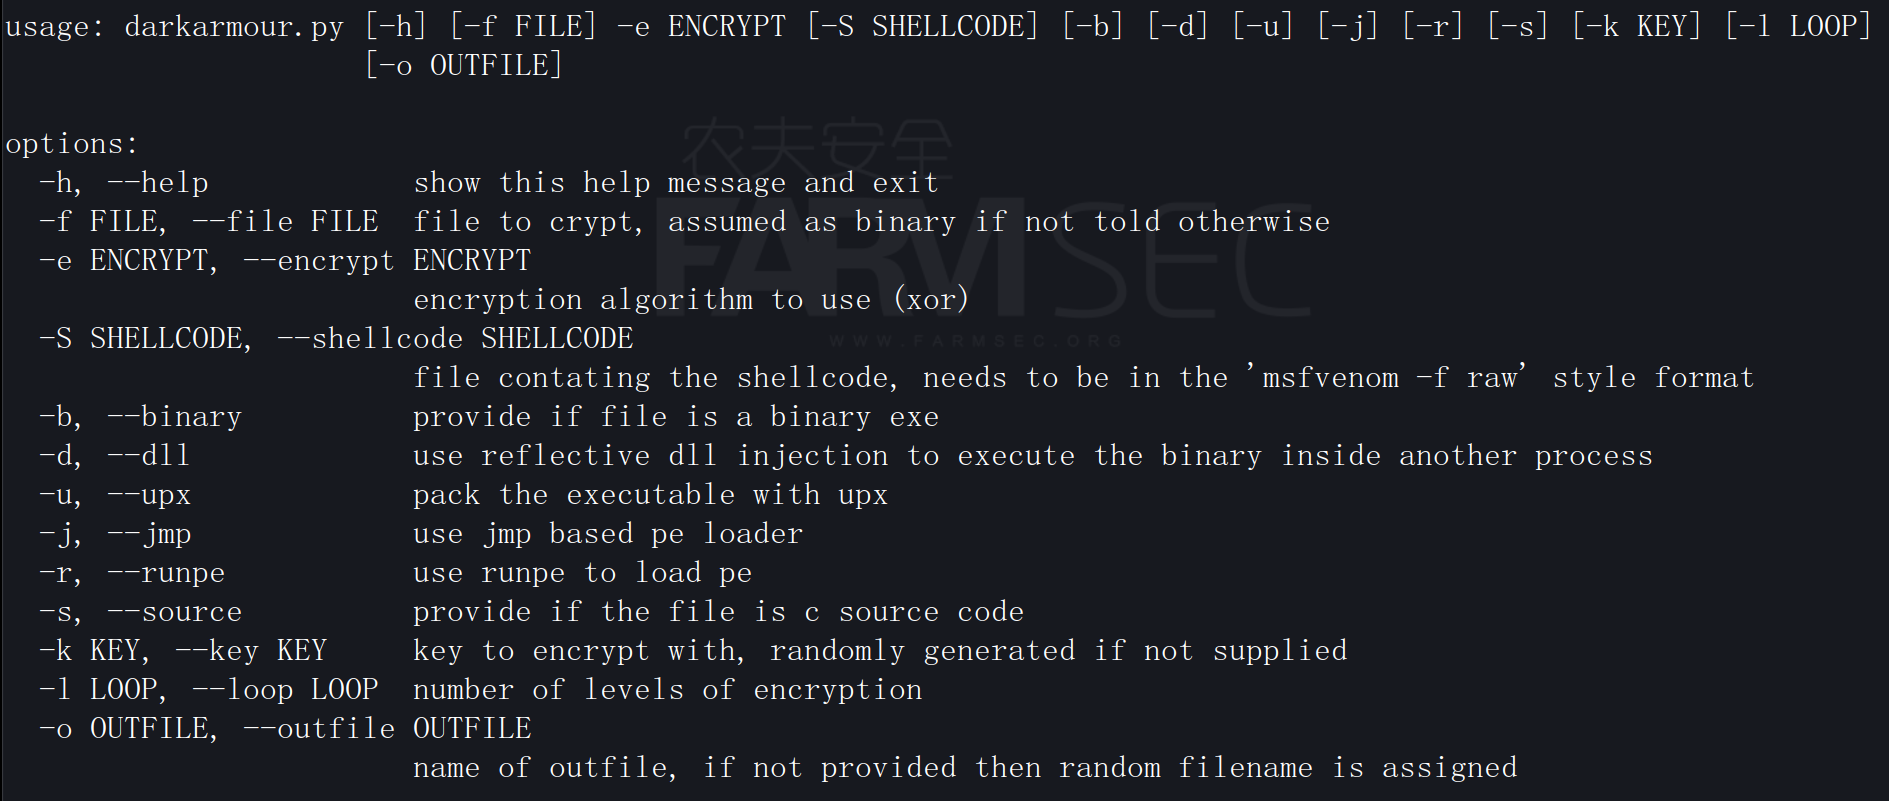 usage: darkarmour.py [-h] [-f FILE] -e ENCRYPT [-S SHELLCODE] [-b] [-d] [-u] [-j] [-r] [-s] [-k KEY] [-l LOOP]
[-o OUTFILE]
农夫安全
options:
-h, --help show this help message and exit
-f FILE, --file FILE file to crypt, assumed as binary if not told otherwise
FARMSEC
-e ENCRYPT, --encrypt ENCRYPT
encryption algorithm to use (xor)
-S SHELLCODE, --shellcode SHELLCODE
WWW.FARMSEC.ORG
file contating the shellcode, needs to be in the 'msfvenom -f raw' style format
-b, --binary provide if file is a binary exe
-d, --dll use reflective dll injection to execute the binary inside another process
-u, --upx pack the executable with upx
-j, --jmp use jmp based pe loader
-r, --runpe use runpe to load pe
-s, --source provide if the file is c source code
-k KEY, --key KEY key to encrypt with, randomly generated if not supplied
-l LOOP, --loop LOOP number of levels of encryption
-o OUTFILE, --outfile OUTFILE
name of outfile, if not provided then random filename is assigned